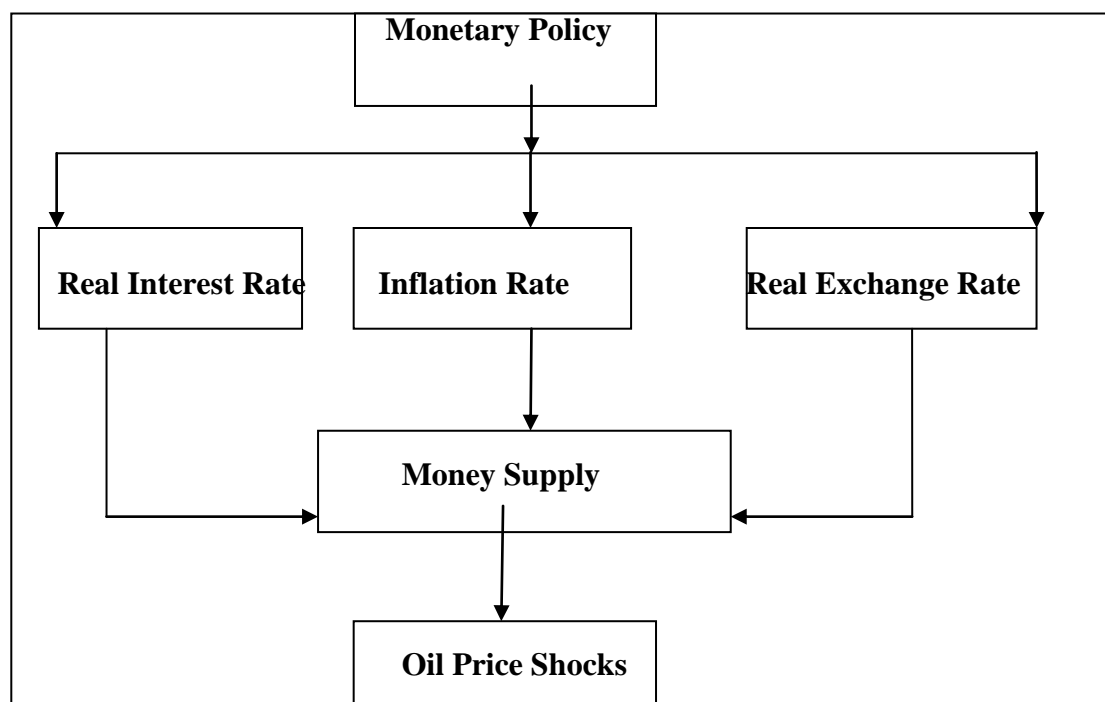 Monetary Policy
Real Interest Rate
Inflation Rate
Real Exchange Rate
Money Supply
Oil Price Shocks